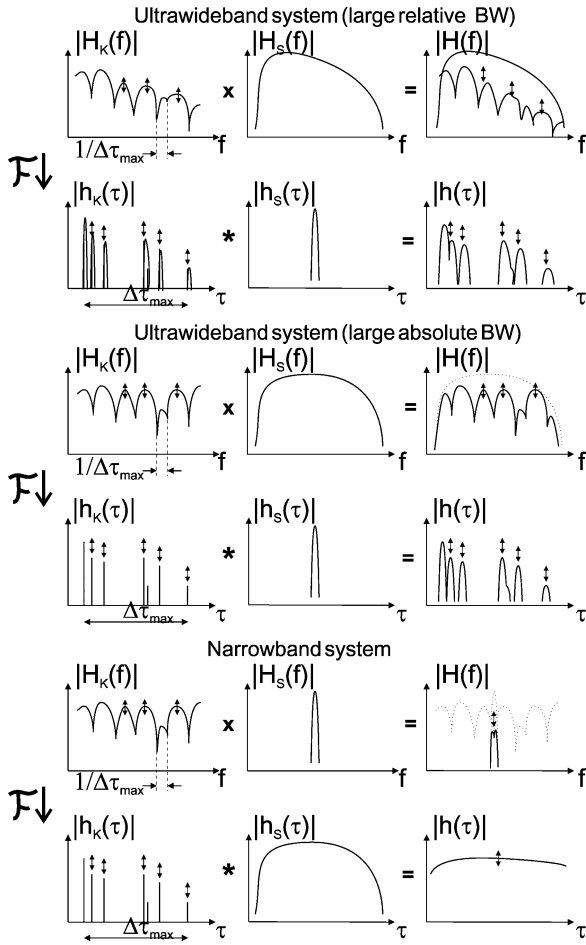 Ultrawideband system (large relative BW)
|H_K(f)| |H_S(f)| |H(f)|
x =
f f f
1/Δτ_max
ℱ↓
|h_K(τ)| |h_S(τ)| |h(τ)|
* =
Δτ_max τ τ τ
Ultrawideband system (large absolute BW)
|H_K(f)| |H_S(f)| |H(f)|
x =
f f f
1/Δτ_max
ℱ↓
|h_K(τ)| |h_S(τ)| |h(τ)|
* =
Δτ_max τ τ τ
Narrowband system
|H_K(f)| |H_S(f)| |H(f)|
x =
f f f
1/Δτ_max
ℱ↓
|h_K(τ)| |h_S(τ)| |h(τ)|
* =
Δτ_max τ τ τ